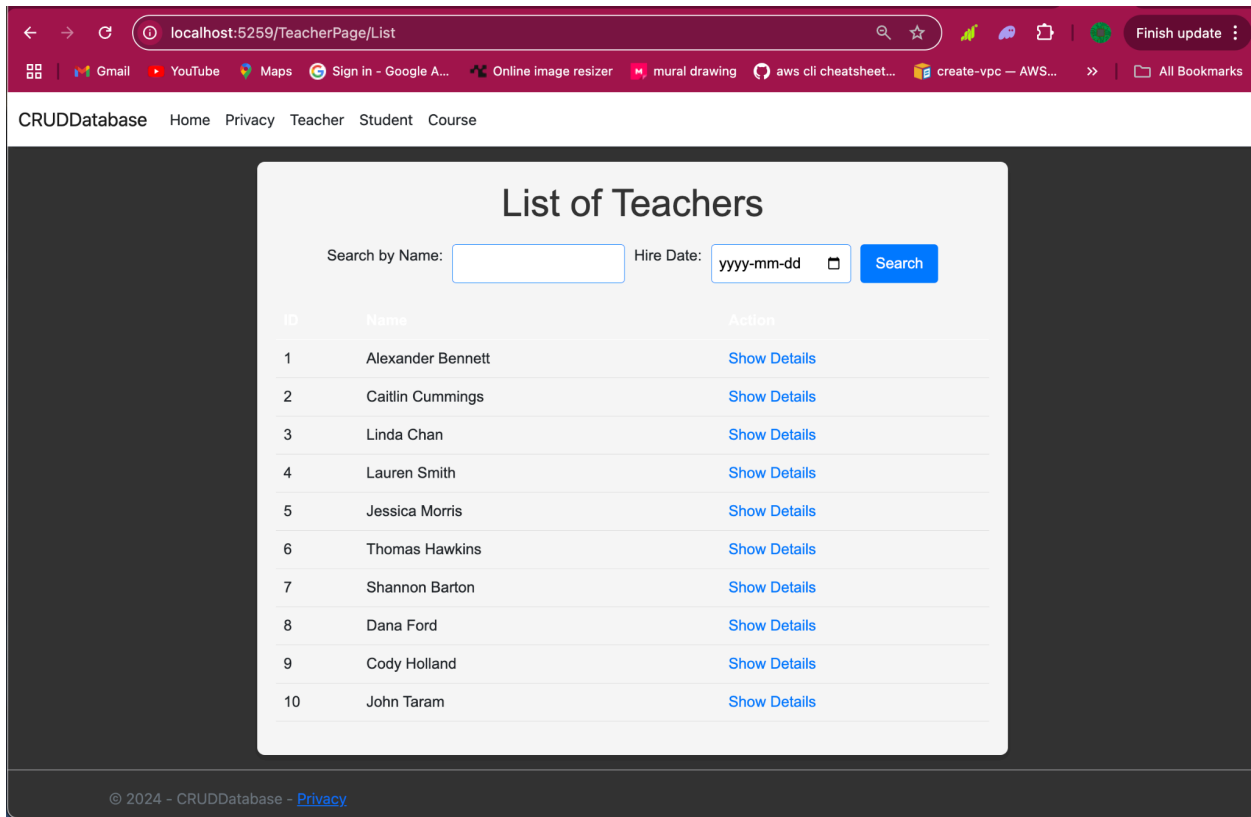 localhost:5259/TeacherPage/List
Finish update
Gmail YouTube Maps Sign in - Google A... Online image resizer mural drawing aws cli cheatsheet... create-vpc — AWS... » All Bookmarks
CRUDDatabase Home Privacy Teacher Student Course
List of Teachers
Search by Name: Hire Date: yyyy-mm-dd Search
ID Name Action
1 Alexander Bennett Show Details
2 Caitlin Cummings Show Details
3 Linda Chan Show Details
4 Lauren Smith Show Details
5 Jessica Morris Show Details
6 Thomas Hawkins Show Details
7 Shannon Barton Show Details
8 Dana Ford Show Details
9 Cody Holland Show Details
10 John Taram Show Details
© 2024 - CRUDDatabase - Privacy